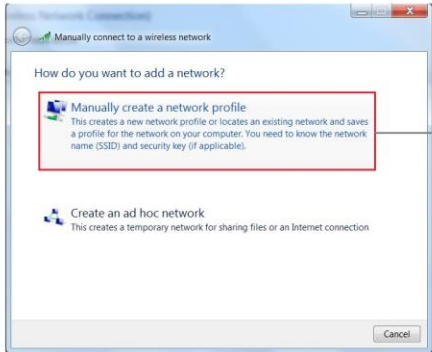 Manually connect to a wireless network
How do you want to add a network?
Manually create a network profile
This creates a new network profile or locates an existing network and saves
a profile for the network on your computer. You need to know the network
name (SSID) and security key (if applicable).
Create an ad hoc network
This creates a temporary network for sharing files or an Internet connection
Cancel